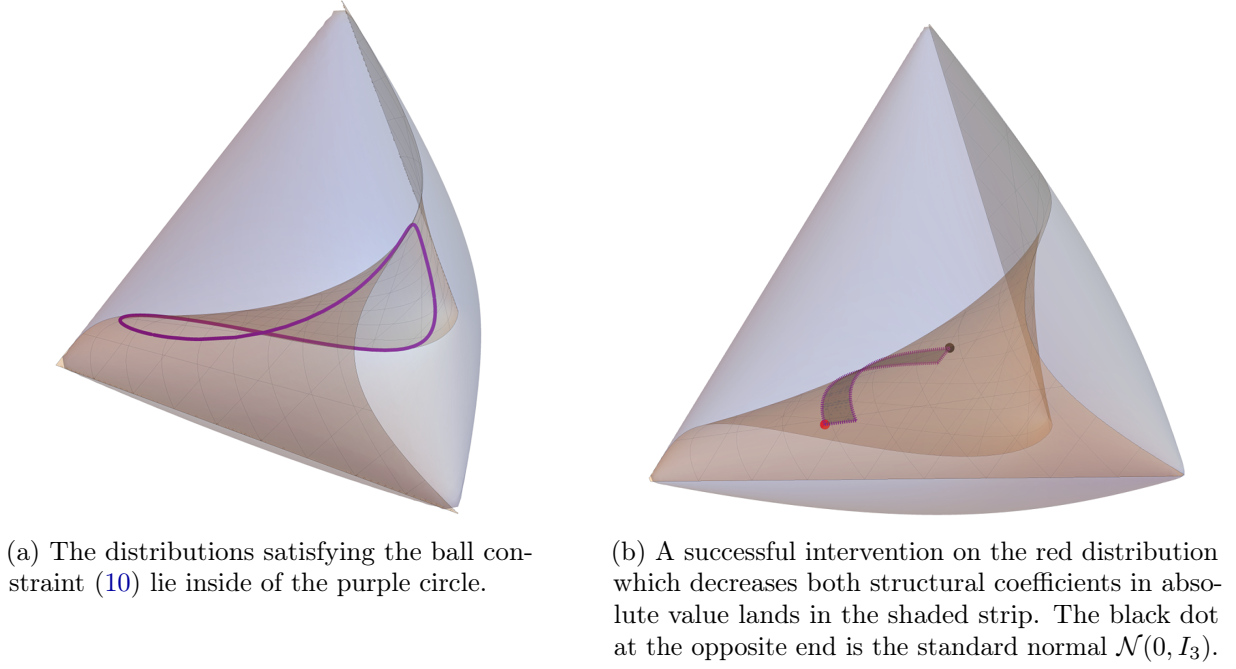 (a) The distributions satisfying the ball con-
straint (10) lie inside of the purple circle.
(b) A successful intervention on the red distribution
which decreases both structural coefficients in abso-
lute value lands in the shaded strip. The black dot
at the opposite end is the standard normal 𝒩(0, I₃).